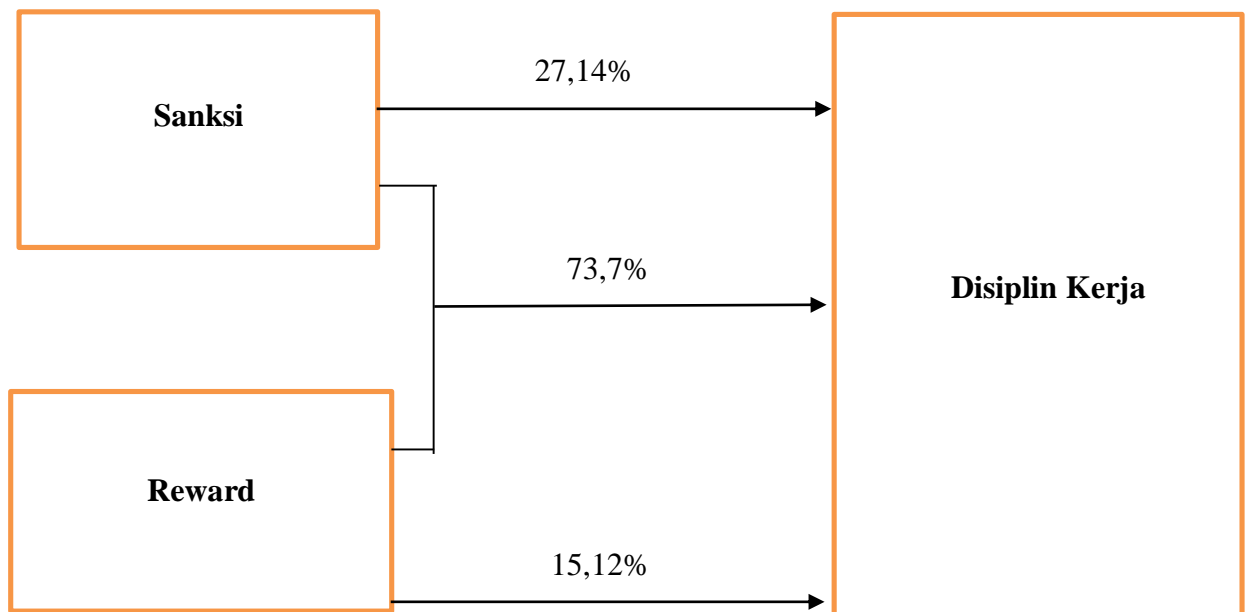 27,14%
Sanksi
73,7%
Disiplin Kerja
Reward
15,12%